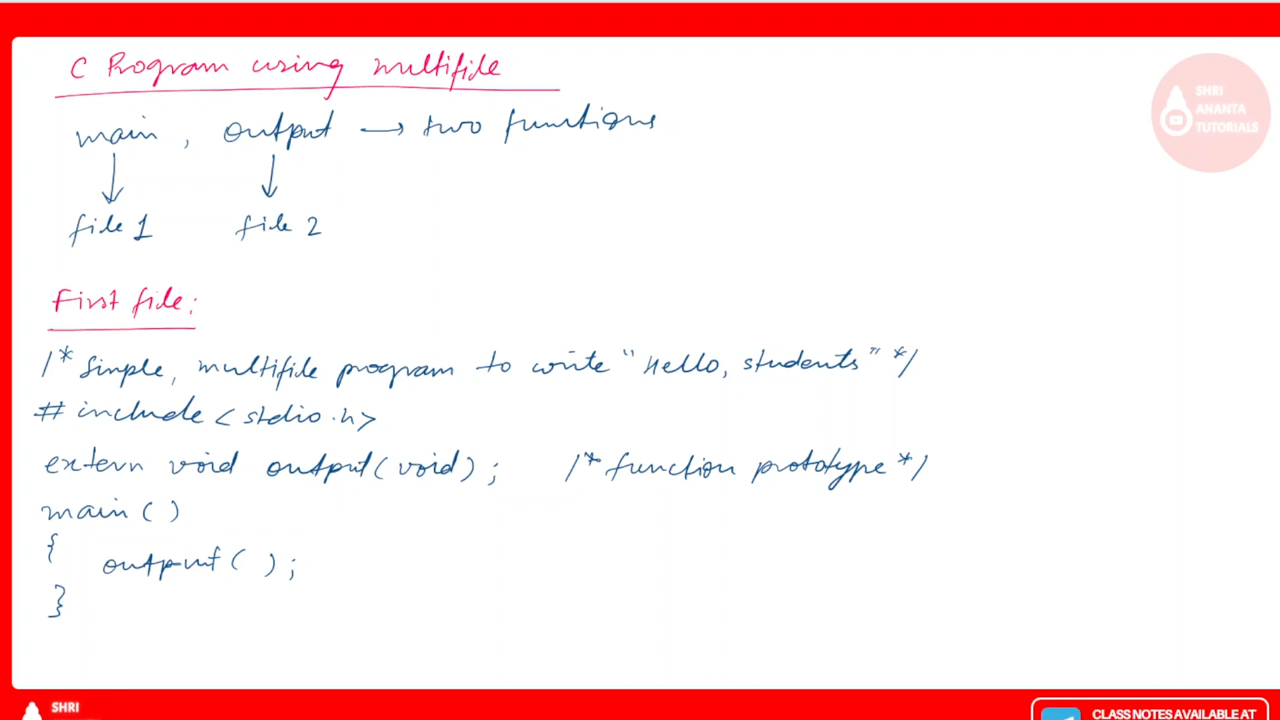 C Program using multifile
main, output → two functions
file 1 file 2
First file:
/* Simple, multifile program to write "Hello, students" */
# include <stdio.h>
extern void output(void); /* function prototype */
main ( )
{
output ( );
}
SHRI
ANANTA
TUTORIALS
SHRI
CLASS NOTES AVAILABLE AT